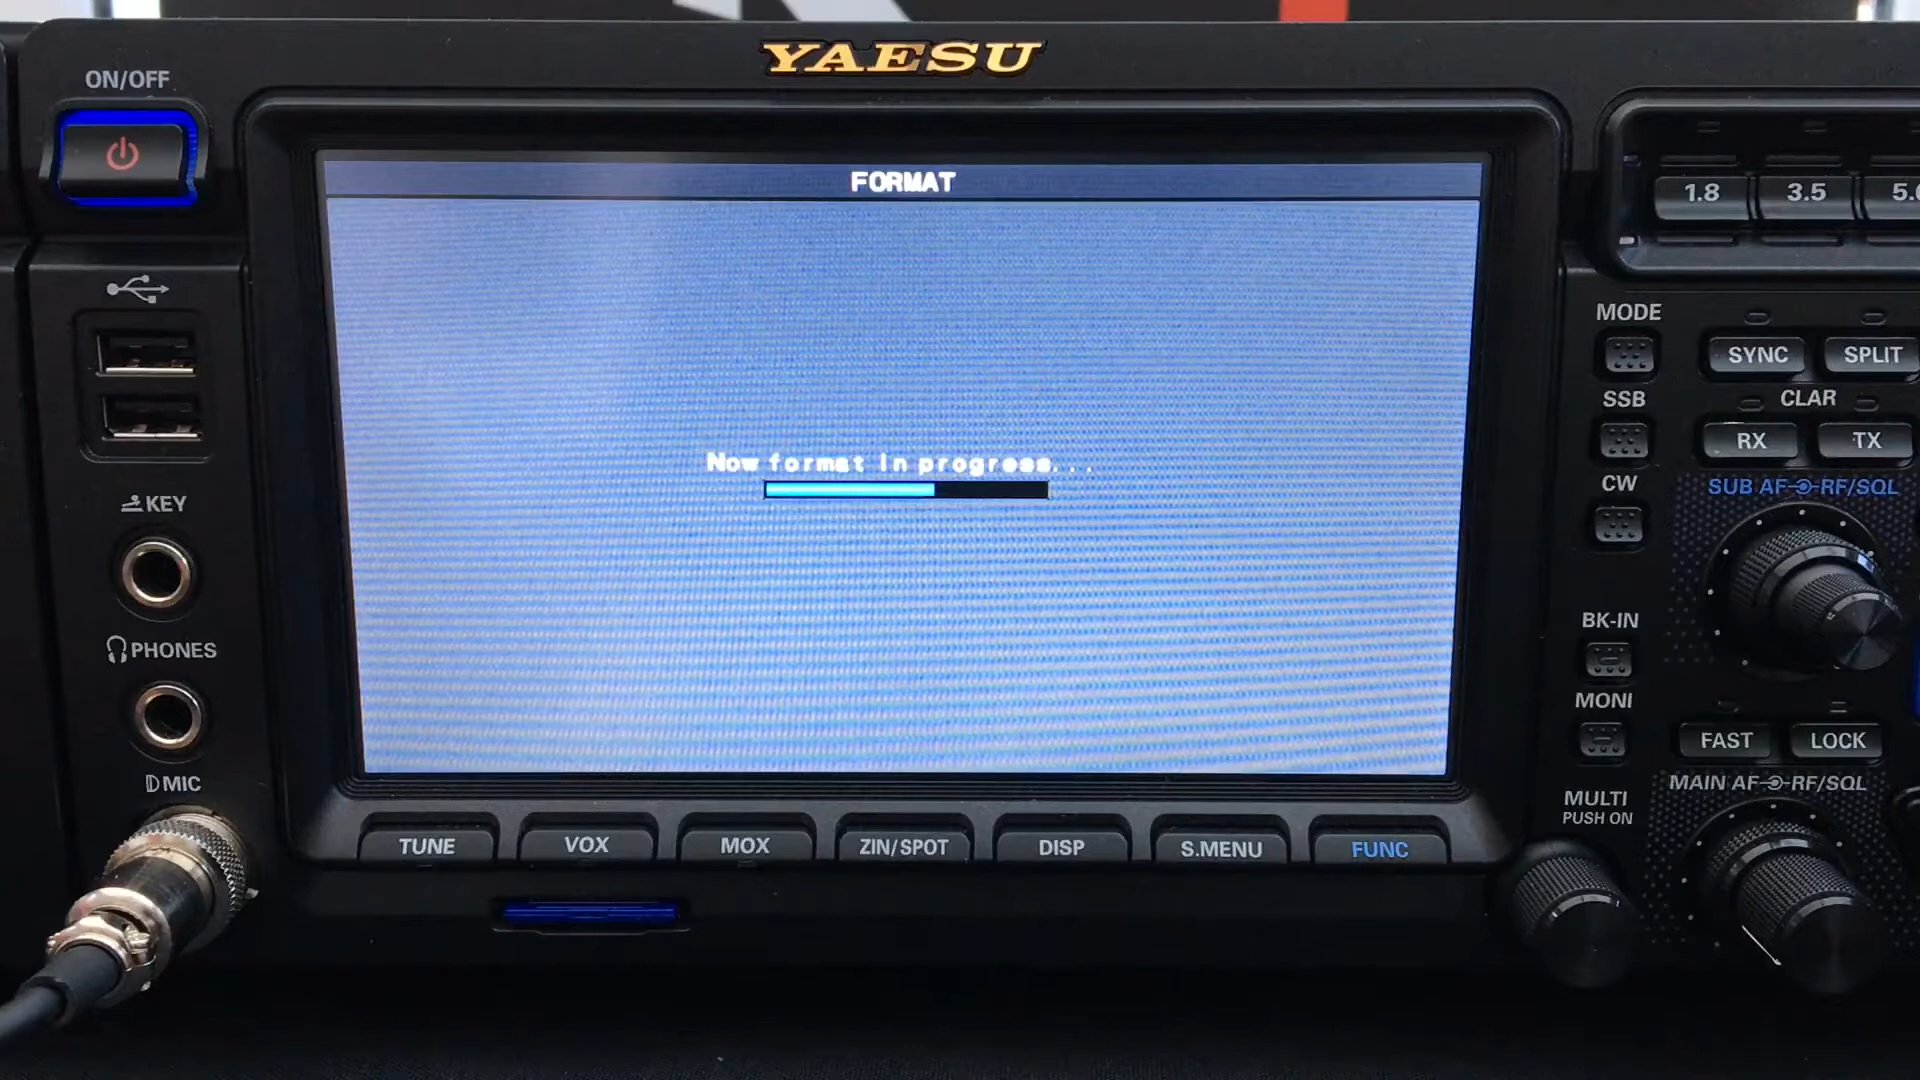 YAESU
ON/OFF
FORMAT
1.8
3.5
MODE
SYNC
SPLIT
SSB
CLAR
RX
TX
Now format in progress...
CW
SUB AF RF/SQL
KEY
BK-IN
PHONES
MONI
FAST
LOCK
MIC
MAIN AF RF/SQL
MULTI
PUSH ON
TUNE
VOX
MOX
ZIN/SPOT
DISP
S.MENU
FUNC